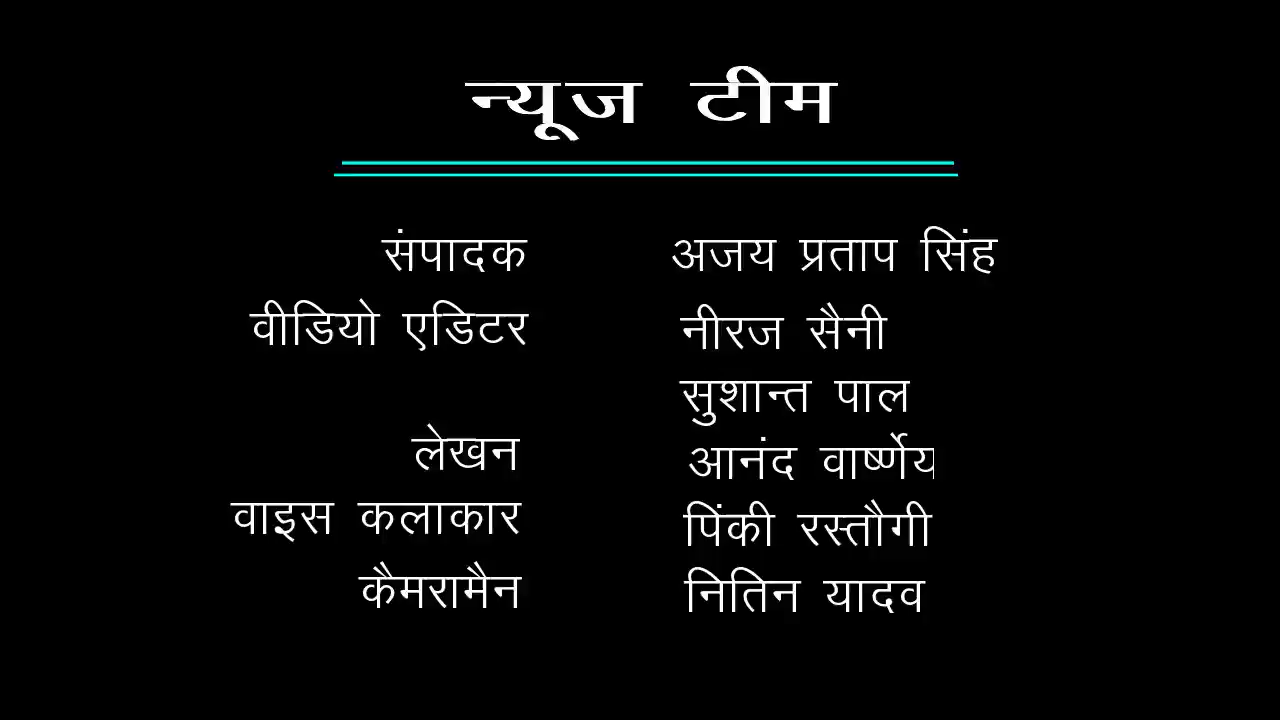 न्यूज टीम
संपादक अजय प्रताप सिंह
वीडियो एडिटर नीरज सैनी
सुशान्त पाल
लेखन आनंद वार्ष्णेय
वाइस कलाकार पिंकी रस्तौगी
कैमरामैन नितिन यादव